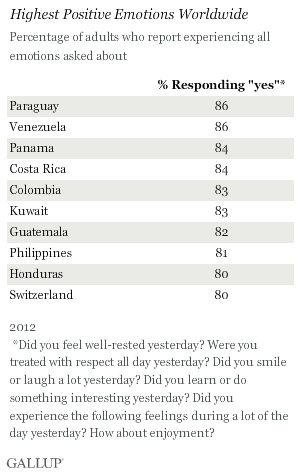 Highest Positive Emotions Worldwide
Percentage of adults who report experiencing all
emotions asked about
% Responding "yes"*
Paraguay 86
Venezuela 86
Panama 84
Costa Rica 84
Colombia 83
Kuwait 83
Guatemala 82
Philippines 81
Honduras 80
Switzerland 80
2012
*Did you feel well-rested yesterday? Were you
treated with respect all day yesterday? Did you smile
or laugh a lot yesterday? Did you learn or do
something interesting yesterday? Did you
experience the following feelings during a lot of the
day yesterday? How about enjoyment?
GALLUP®